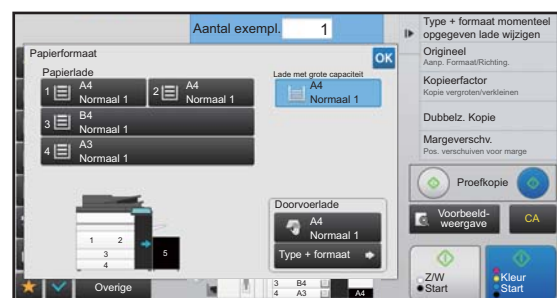 Aantal exempl. 1
Papierformaat
OK
Papierlade
1 A4
Normaal 1
2 A4
Normaal 1
3 B4
Normaal 1
4 A3
Normaal 1
Lade met grote capaciteit
A4
Normaal 1
1 2
3
4
5
Doorvoerlade
A4
Normaal 1
Type + formaat
Overige
3 B4
4 A3
A4
Type + formaat momenteel
opgegeven lade wijzigen
Origineel
Aanp. Formaat/Richting.
Kopieerfactor
Kopie vergroten/verkleinen
Dubbelz. Kopie
Margeverschv.
Pos. verschuiven voor marge
Proefkopie
Voorbeeld-
weergave
CA
Z/W
Start
Kleur
Start